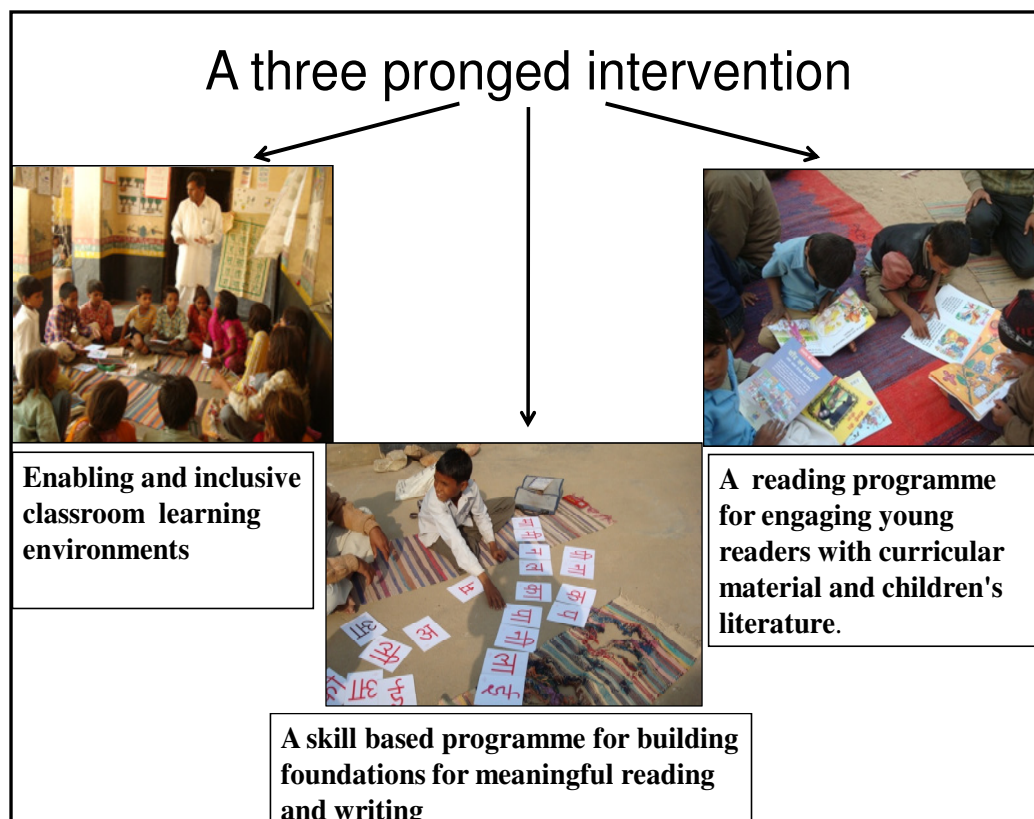 A three pronged intervention
Enabling and inclusive
classroom learning
environments
A reading programme
for engaging young
readers with curricular
material and children's
literature.
ला
नी
न
ल
पी
ना
म
का
क
प
पा
नी
आ
अ
ली
ला
ई
आ
ई
A skill based programme for building
foundations for meaningful reading
and writing